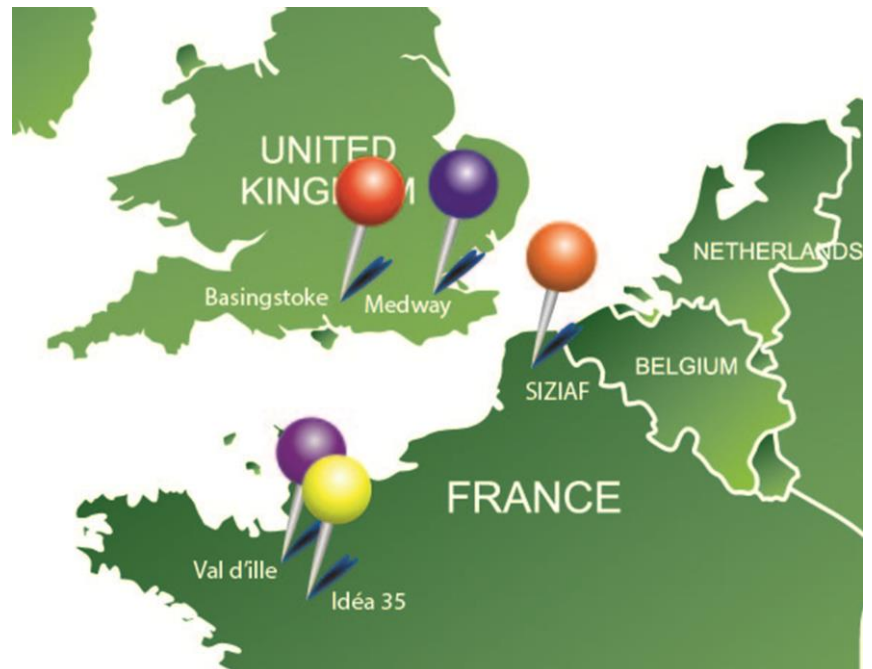 UNITED
KINGDOM
NETHERLANDS
Basingstoke
Medway
BELGIUM
SIZIAF
FRANCE
Val d'ille
Idéa 35